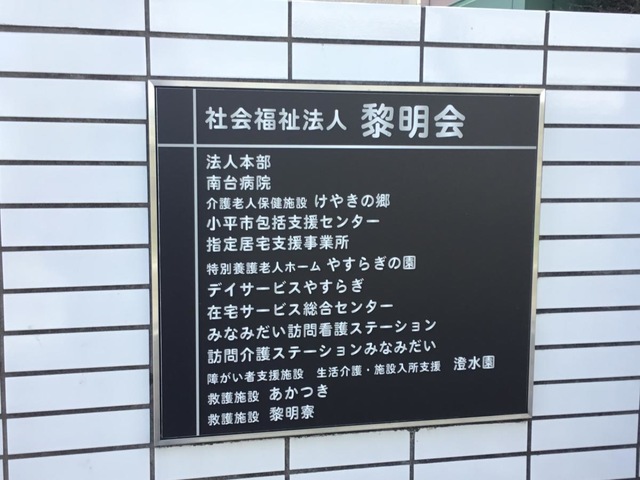 社会福祉法人 黎明会
法人本部
南台病院
介護老人保健施設 けやきの郷
小平市包括支援センター
指定居宅支援事業所
特別養護老人ホーム やすらぎの園
デイサービスやすらぎ
在宅サービス総合センター
みなみだい訪問看護ステーション
訪問介護ステーションみなみだい
障がい者支援施設 生活介護・施設入所支援 澄水園
救護施設 あかつき
救護施設 黎明寮